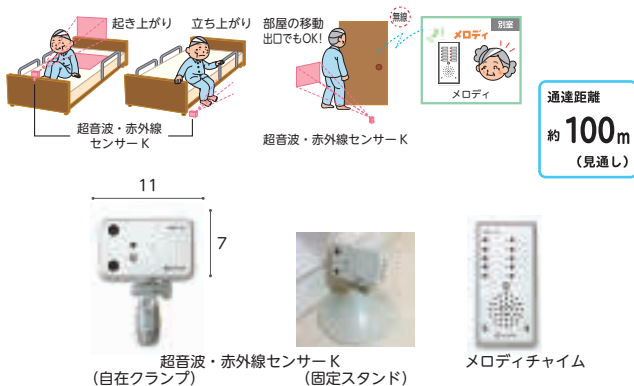 起き上がり
立ち上がり
超音波・赤外線
センサーK
部屋の移動
出口でもOK!
無線
超音波・赤外線センサーK
別室
メロディ
メロディ
通達距離
約100m
(見通し)
11
7
超音波・赤外線センサーK
(自在クランプ)
(固定スタンド)
メロディチャイム